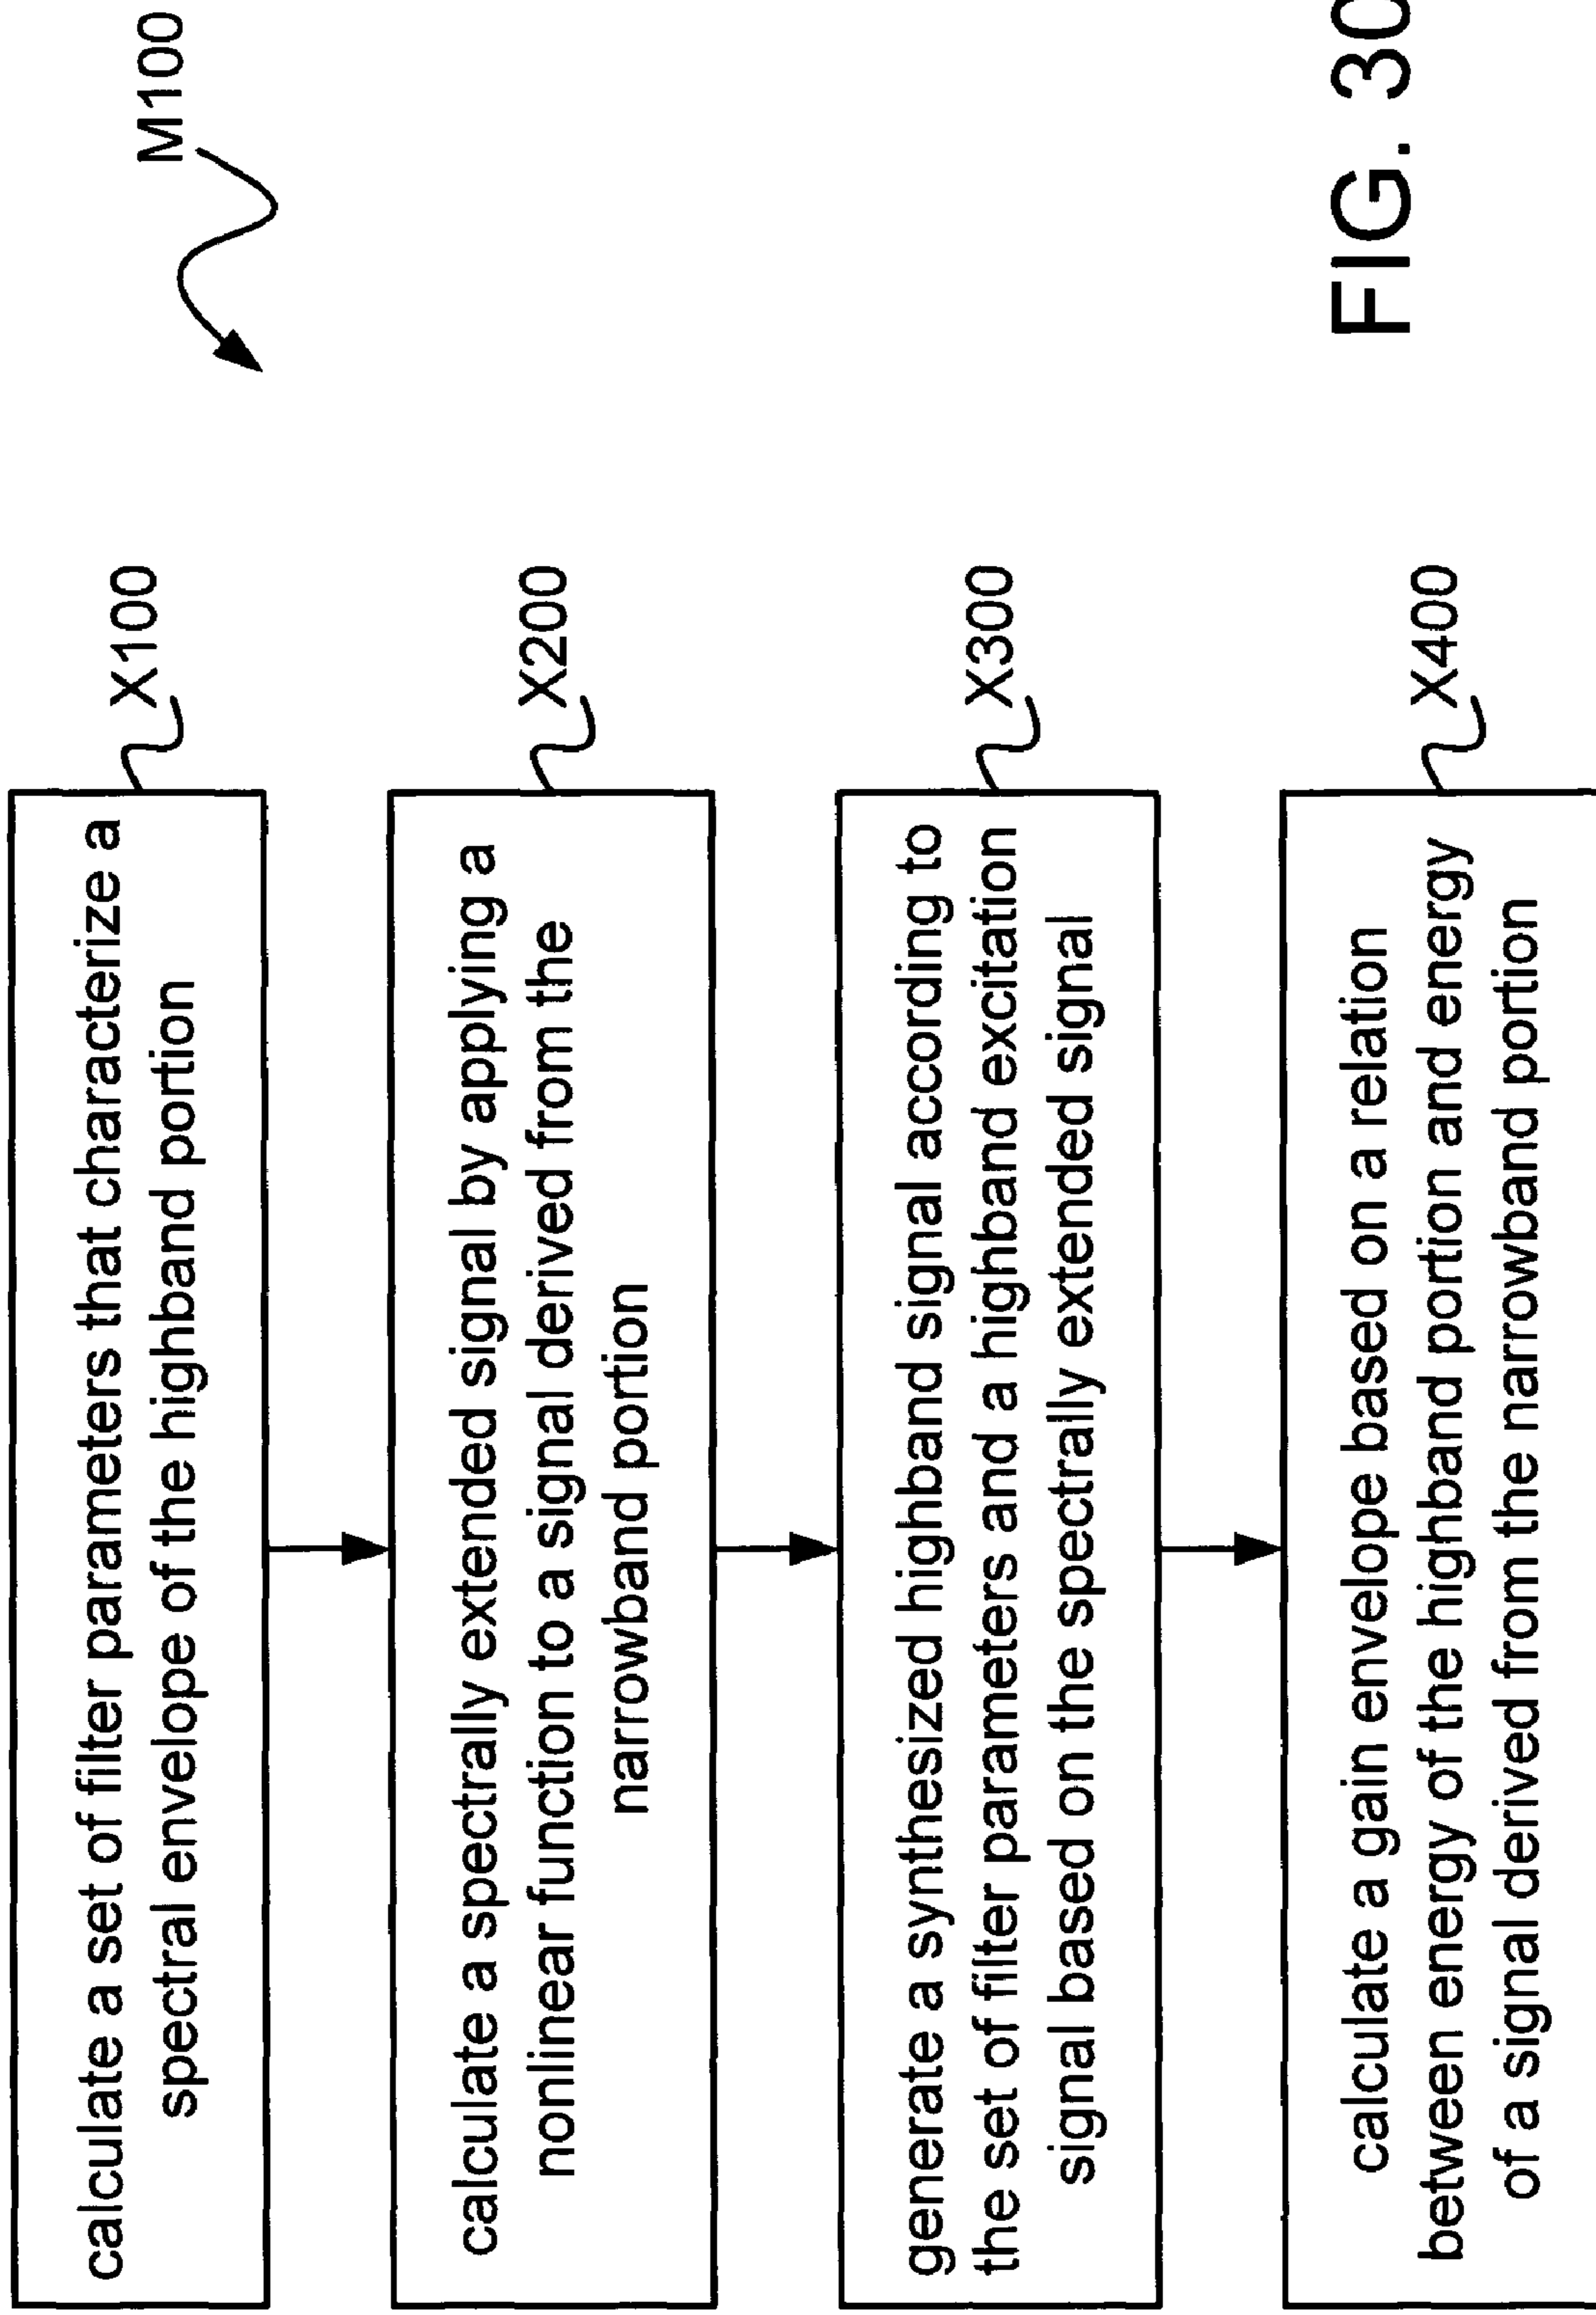 M100
X100
calculate a set of filter parameters that characterize a
spectral envelope of the highband portion
X200
calculate a spectrally extended signal by applying a
nonlinear function to a signal derived from the
narrowband portion
X300
generate a synthesized highband signal according to
the set of filter parameters and a highband excitation
signal based on the spectrally extended signal
X400
calculate a gain envelope based on a relation
between energy of the highband portion and energy
of a signal derived from the narrowband portion
FIG. 30